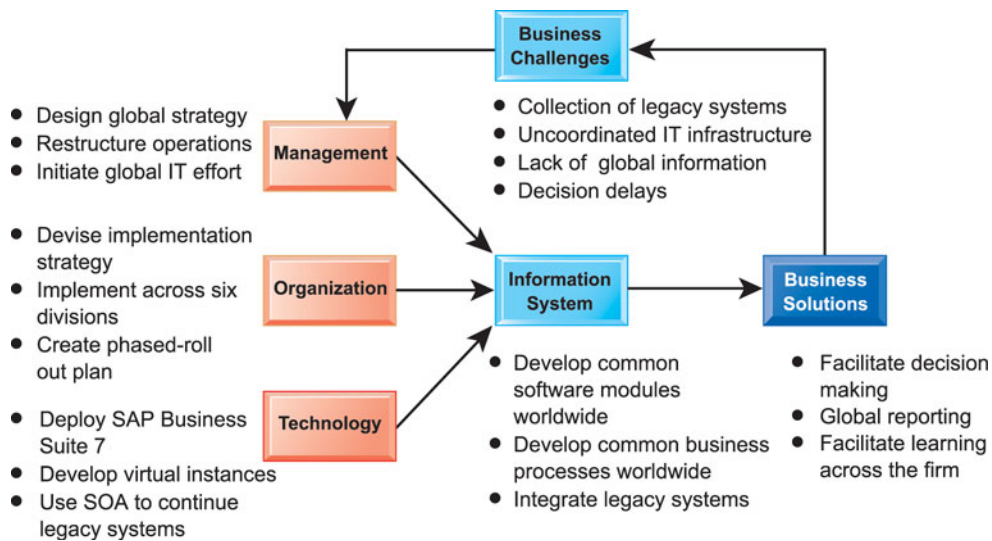 Business
Challenges
● Collection of legacy systems
● Uncoordinated IT infrastructure
● Lack of global information
● Decision delays
● Design global strategy
● Restructure operations
● Initiate global IT effort
Management
● Devise implementation
strategy
● Implement across six
divisions
● Create phased-roll
out plan
Organization
Information
System
Business
Solutions
● Deploy SAP Business
Suite 7
● Develop virtual instances
● Use SOA to continue
legacy systems
Technology
● Develop common
software modules
worldwide
● Develop common business
processes worldwide
● Integrate legacy systems
● Facilitate decision
making
● Global reporting
● Facilitate learning
across the firm